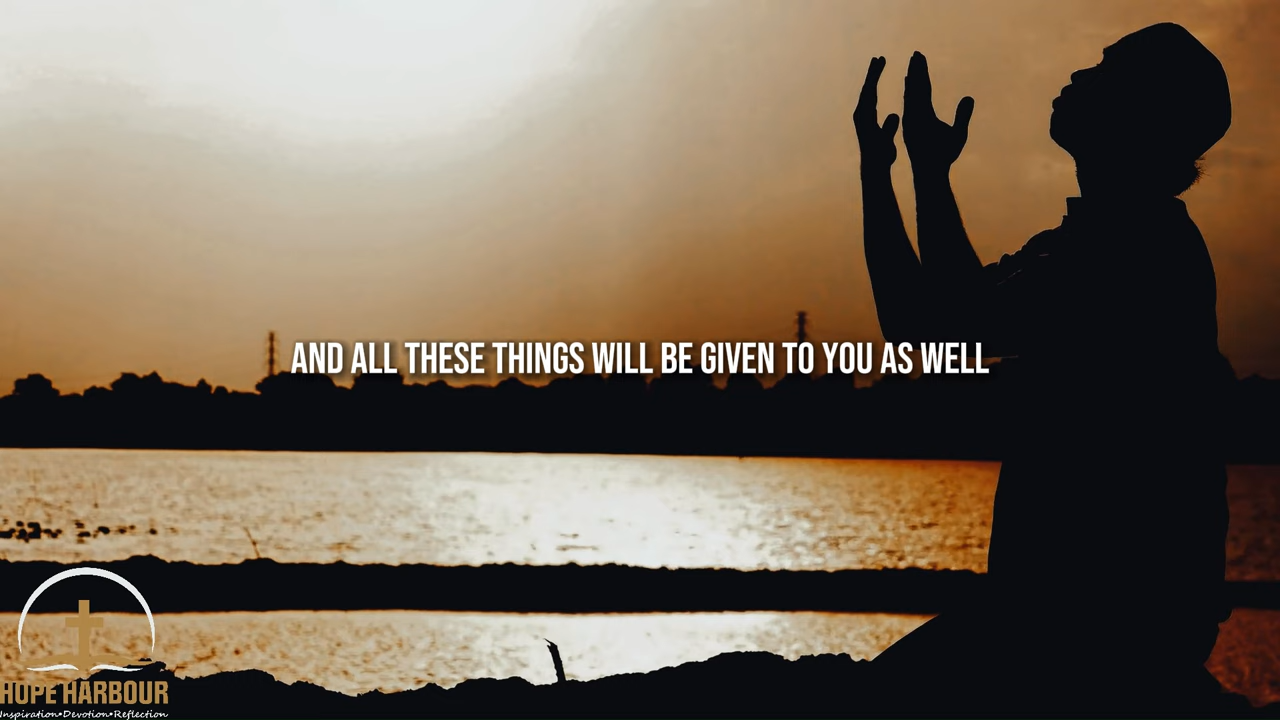 AND ALL THESE THINGS WILL BE GIVEN TO YOU AS WELL
HOPE HARBOUR
Inspiration•Devotion•Reflection